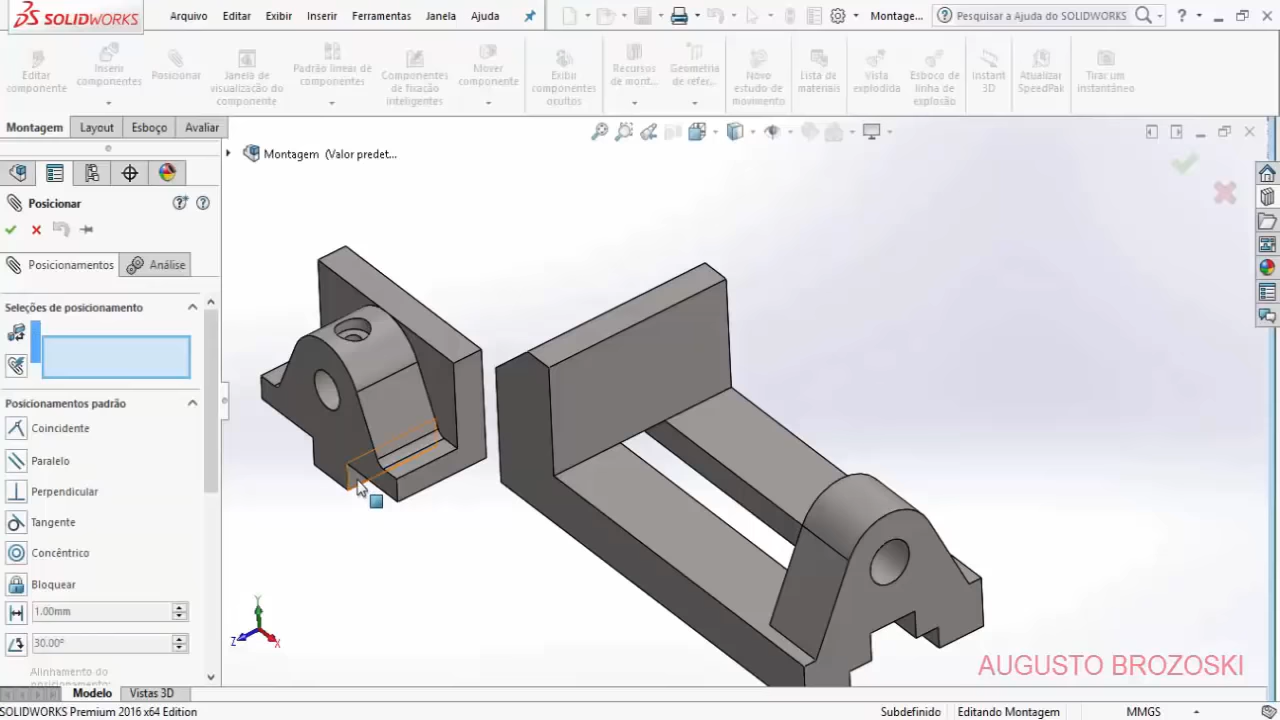 SOLIDWORKS
Arquivo Editar Exibir Inserir Ferramentas Janela Ajuda
Montage...
Pesquisar a Ajuda do SOLIDWORKS
Editar componente
Inserir componentes
Posicionar
Janela de visualização do componente
Padrão linear de componentes
Componentes de fixação inteligentes
Mover componente
Exibir componentes ocultos
Recursos de mont...
Geometria de refer...
Novo estudo de movimento
Lista de materiais
Vista explodida
Esboço de linha de explosão
Instant 3D
Atualizar SpeedPak
Tirar um instantâneo
Montagem Layout Esboço Avaliar
Montagem (Valor predet...
Posicionar
Posicionamentos Análise
Seleções de posicionamento
Posicionamentos padrão
Coincidente
Paralelo
Perpendicular
Tangente
Concêntrico
Bloquear
1.00mm
30.00°
Alinhamento do
posicionamento:
Y
Z X
AUGUSTO BROZOSKI
Modelo Vistas 3D
SOLIDWORKS Premium 2016 x64 Edition Subdefinido Editando Montagem MMGS